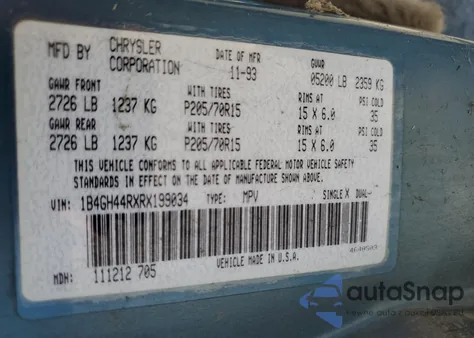 MFD BY CHRYSLER CORPORATION DATE OF MFR 11-93 GVWR 05200 LB 2359 KG
GAWR FRONT WITH TIRES RIMS AT PSI COLD
2726 LB 1237 KG P205/70R15 15 X 6.0 35
GAWR REAR WITH TIRES RIMS AT PSI COLD
2726 LB 1237 KG P205/70R15 15 X 6.0 35
THIS VEHICLE CONFORMS TO ALL APPLICABLE FEDERAL MOTOR VEHICLE SAFETY
STANDARDS IN EFFECT ON THE DATE OF MANUFACTURE SHOWN ABOVE.
VIN: 1B4GH44RXRX199034 TYPE: MPV SINGLE X DUAL-
VEHICLE MADE IN U.S.A.
MDH: 111212 705
autoSnap